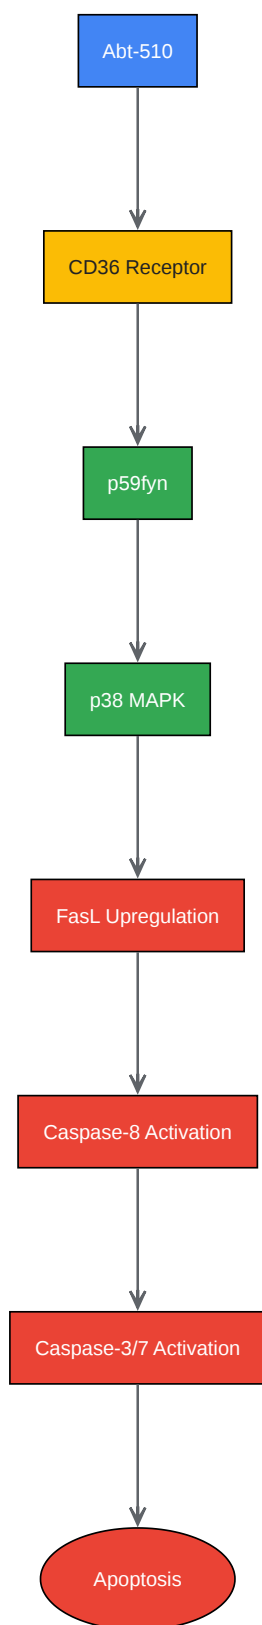 Abt-510
CD36 Receptor
p59fyn
p38 MAPK
FasL Upregulation
Caspase-8 Activation
Caspase-3/7 Activation
Apoptosis